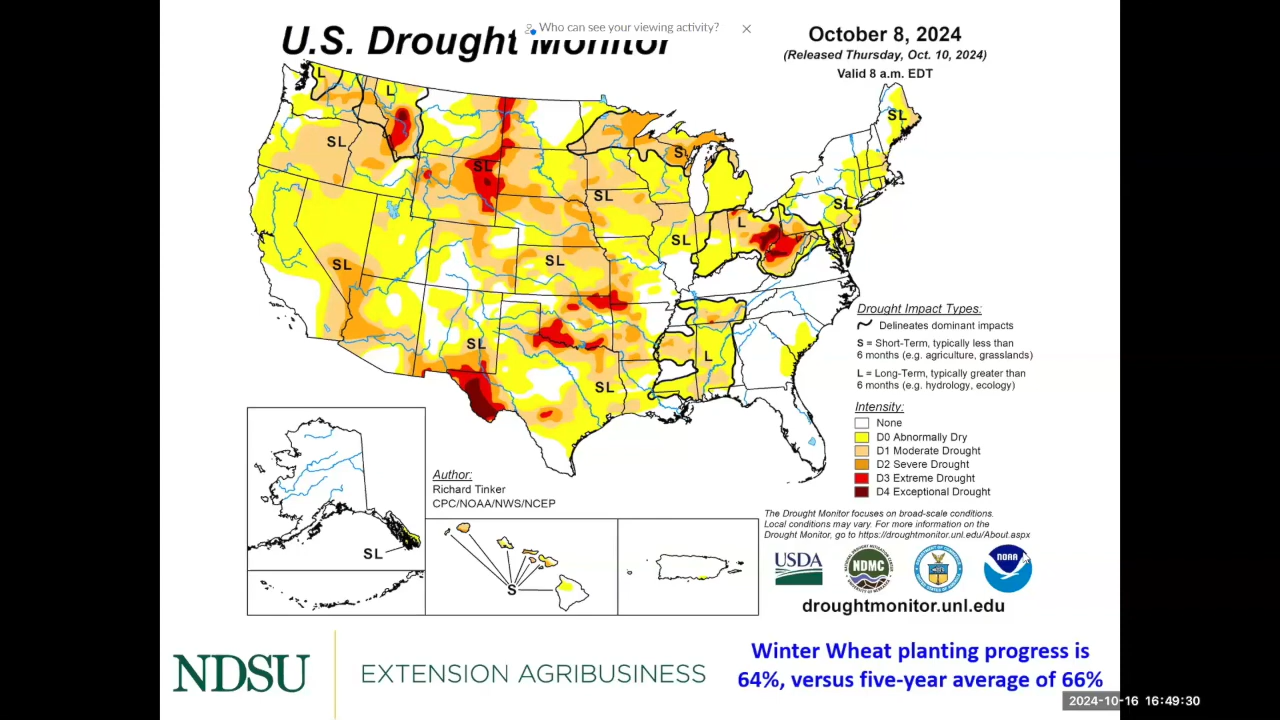 Who can see your viewing activity?
U.S. Drought Monitor
October 8, 2024
(Released Thursday, Oct. 10, 2024)
Valid 8 a.m. EDT
L
L
SL
SL
SL
S
SL
SL
L
SL
SL
SL
SL
SL
L
SL
Drought Impact Types:
Delineates dominant impacts
S = Short-Term, typically less than
6 months (e.g. agriculture, grasslands)
L = Long-Term, typically greater than
6 months (e.g. hydrology, ecology)
Intensity:
None
D0 Abnormally Dry
D1 Moderate Drought
D2 Severe Drought
D3 Extreme Drought
D4 Exceptional Drought
Author:
Richard Tinker
CPC/NOAA/NWS/NCEP
SL
S
The Drought Monitor focuses on broad-scale conditions.
Local conditions may vary. For more information on the
Drought Monitor, go to https://droughtmonitor.unl.edu/About.aspx
USDA
NDMC
NOAA
droughtmonitor.unl.edu
NDSU
EXTENSION AGRIBUSINESS
Winter Wheat planting progress is
64%, versus five-year average of 66%
2024-10-16 16:49:30